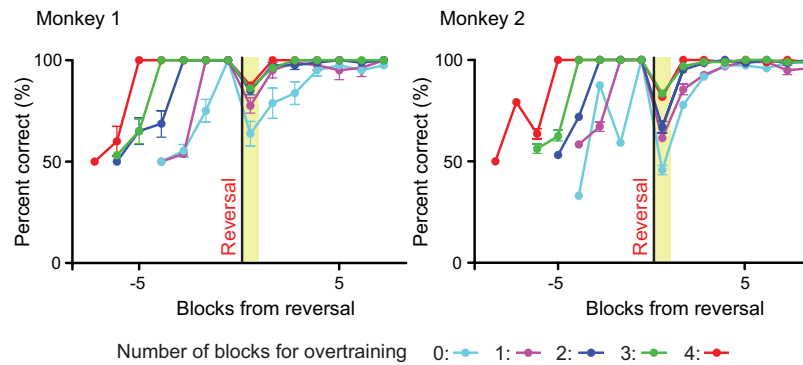 Monkey 1
Monkey 2
Percent correct (%)
100
50
0
Reversal
-5
5
Blocks from reversal
Percent correct (%)
100
50
0
Reversal
-5
5
Blocks from reversal
Number of blocks for overtraining 0: 1: 2: 3: 4: